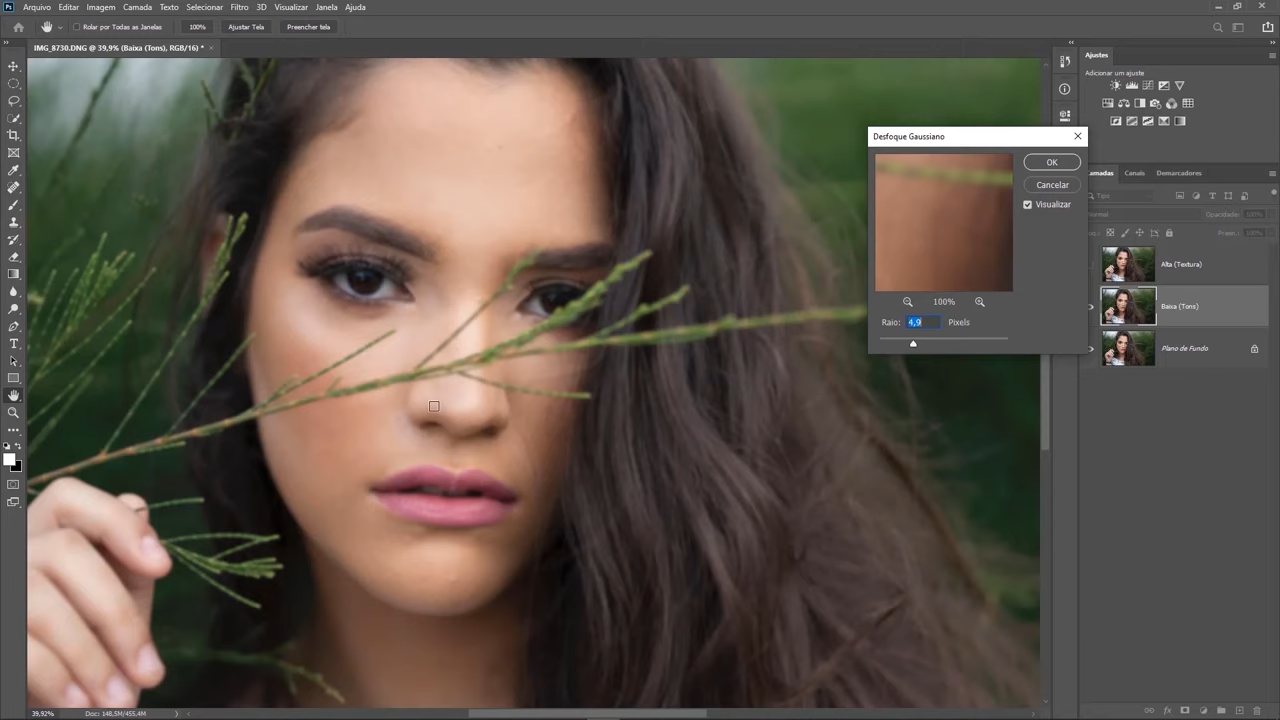 Ps Arquivo Editar Imagem Camada Texto Selecionar Filtro 3D Visualizar Janela Ajuda
Rolar por Todas as Janelas 100% Ajustar Tela Preencher tela
IMG_8730.DNG @ 39,9% (Baixa (Tons), RGB/16) *
Ajustes
Adicionar um ajuste
Desfoque Gaussiano
OK
Cancelar
Visualizar
100%
Raio: 4,9 Pixels
amadas Canais Demarcadores
Tipo
Normal Opacidade: 100%
Preen.: 100%
Alta (Textura)
Baixa (Tons)
Plano de Fundo
39,92% Doc: 148,5M/455,4M